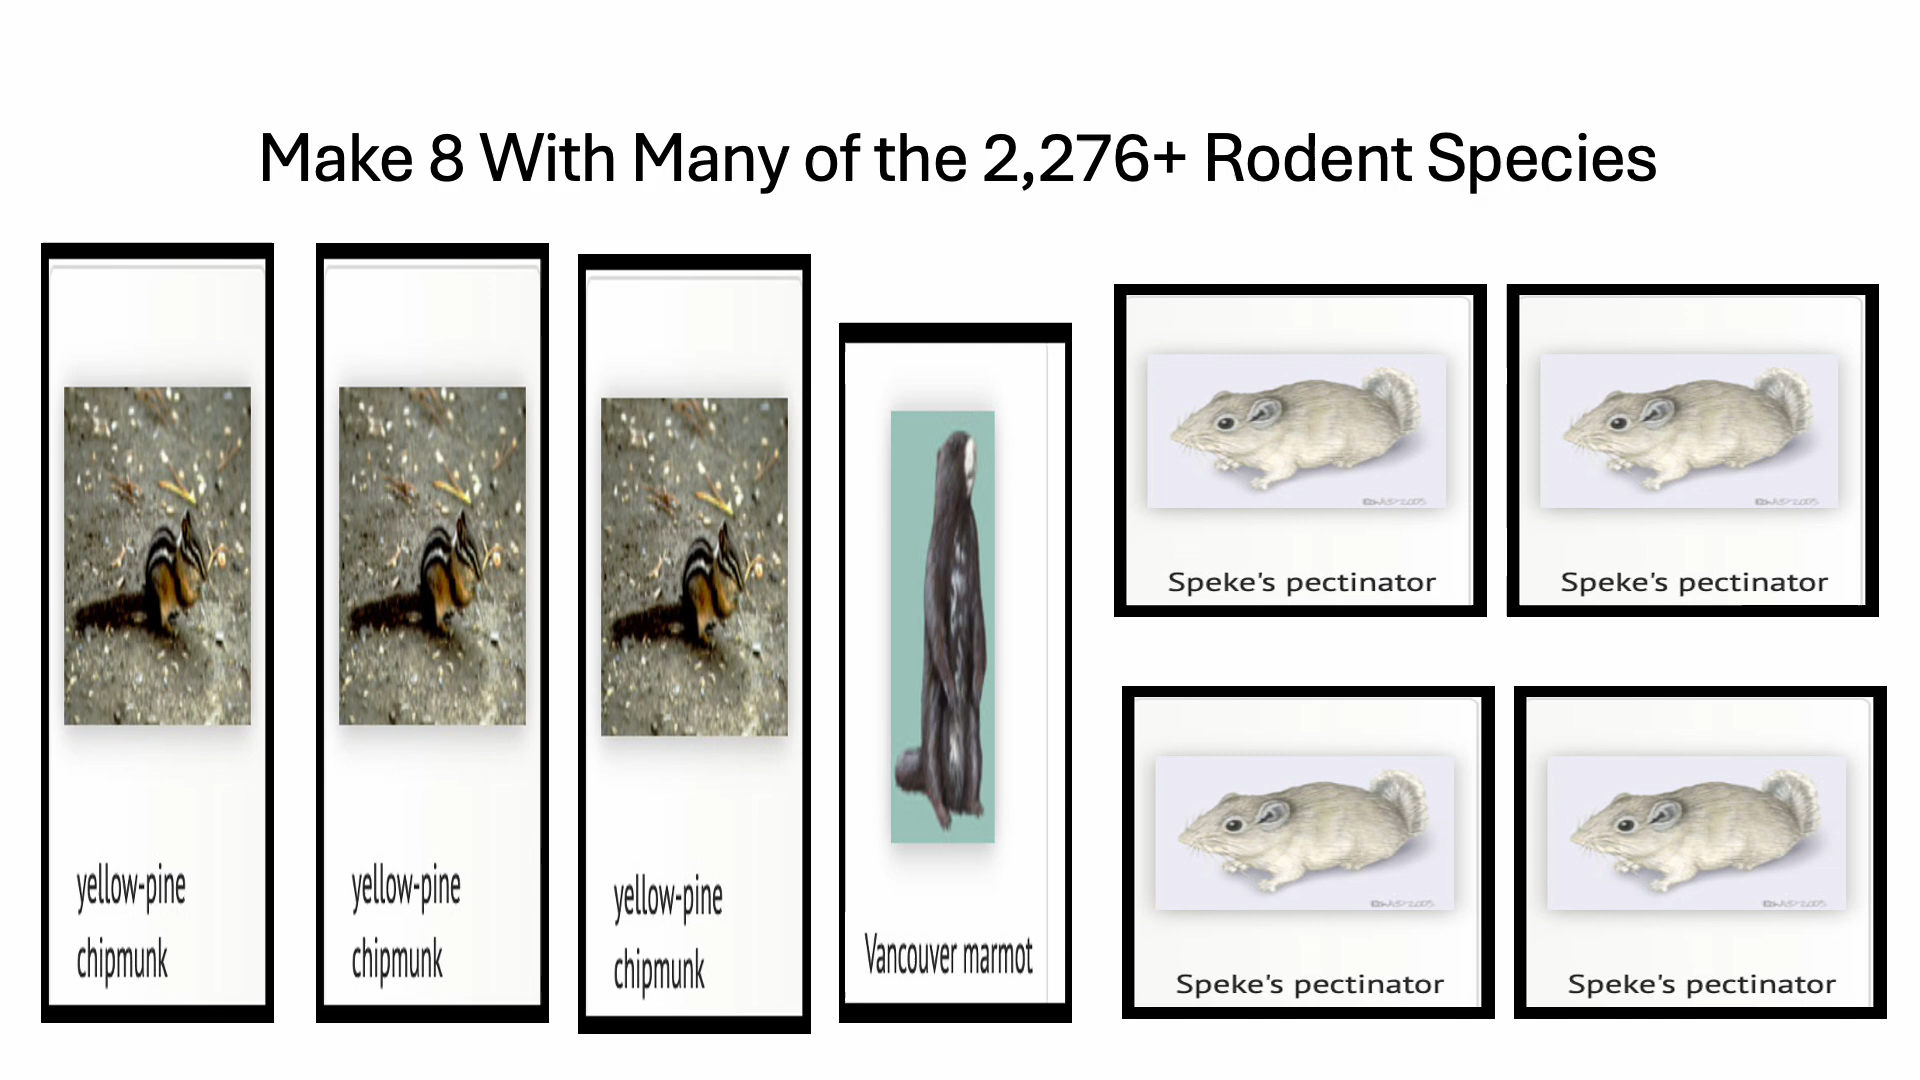 Make 8 With Many of the 2,276+ Rodent Species
yellow-pine
chipmunk
yellow-pine
chipmunk
yellow-pine
chipmunk
Vancouver marmot
Speke's pectinator
Speke's pectinator
Speke's pectinator
Speke's pectinator